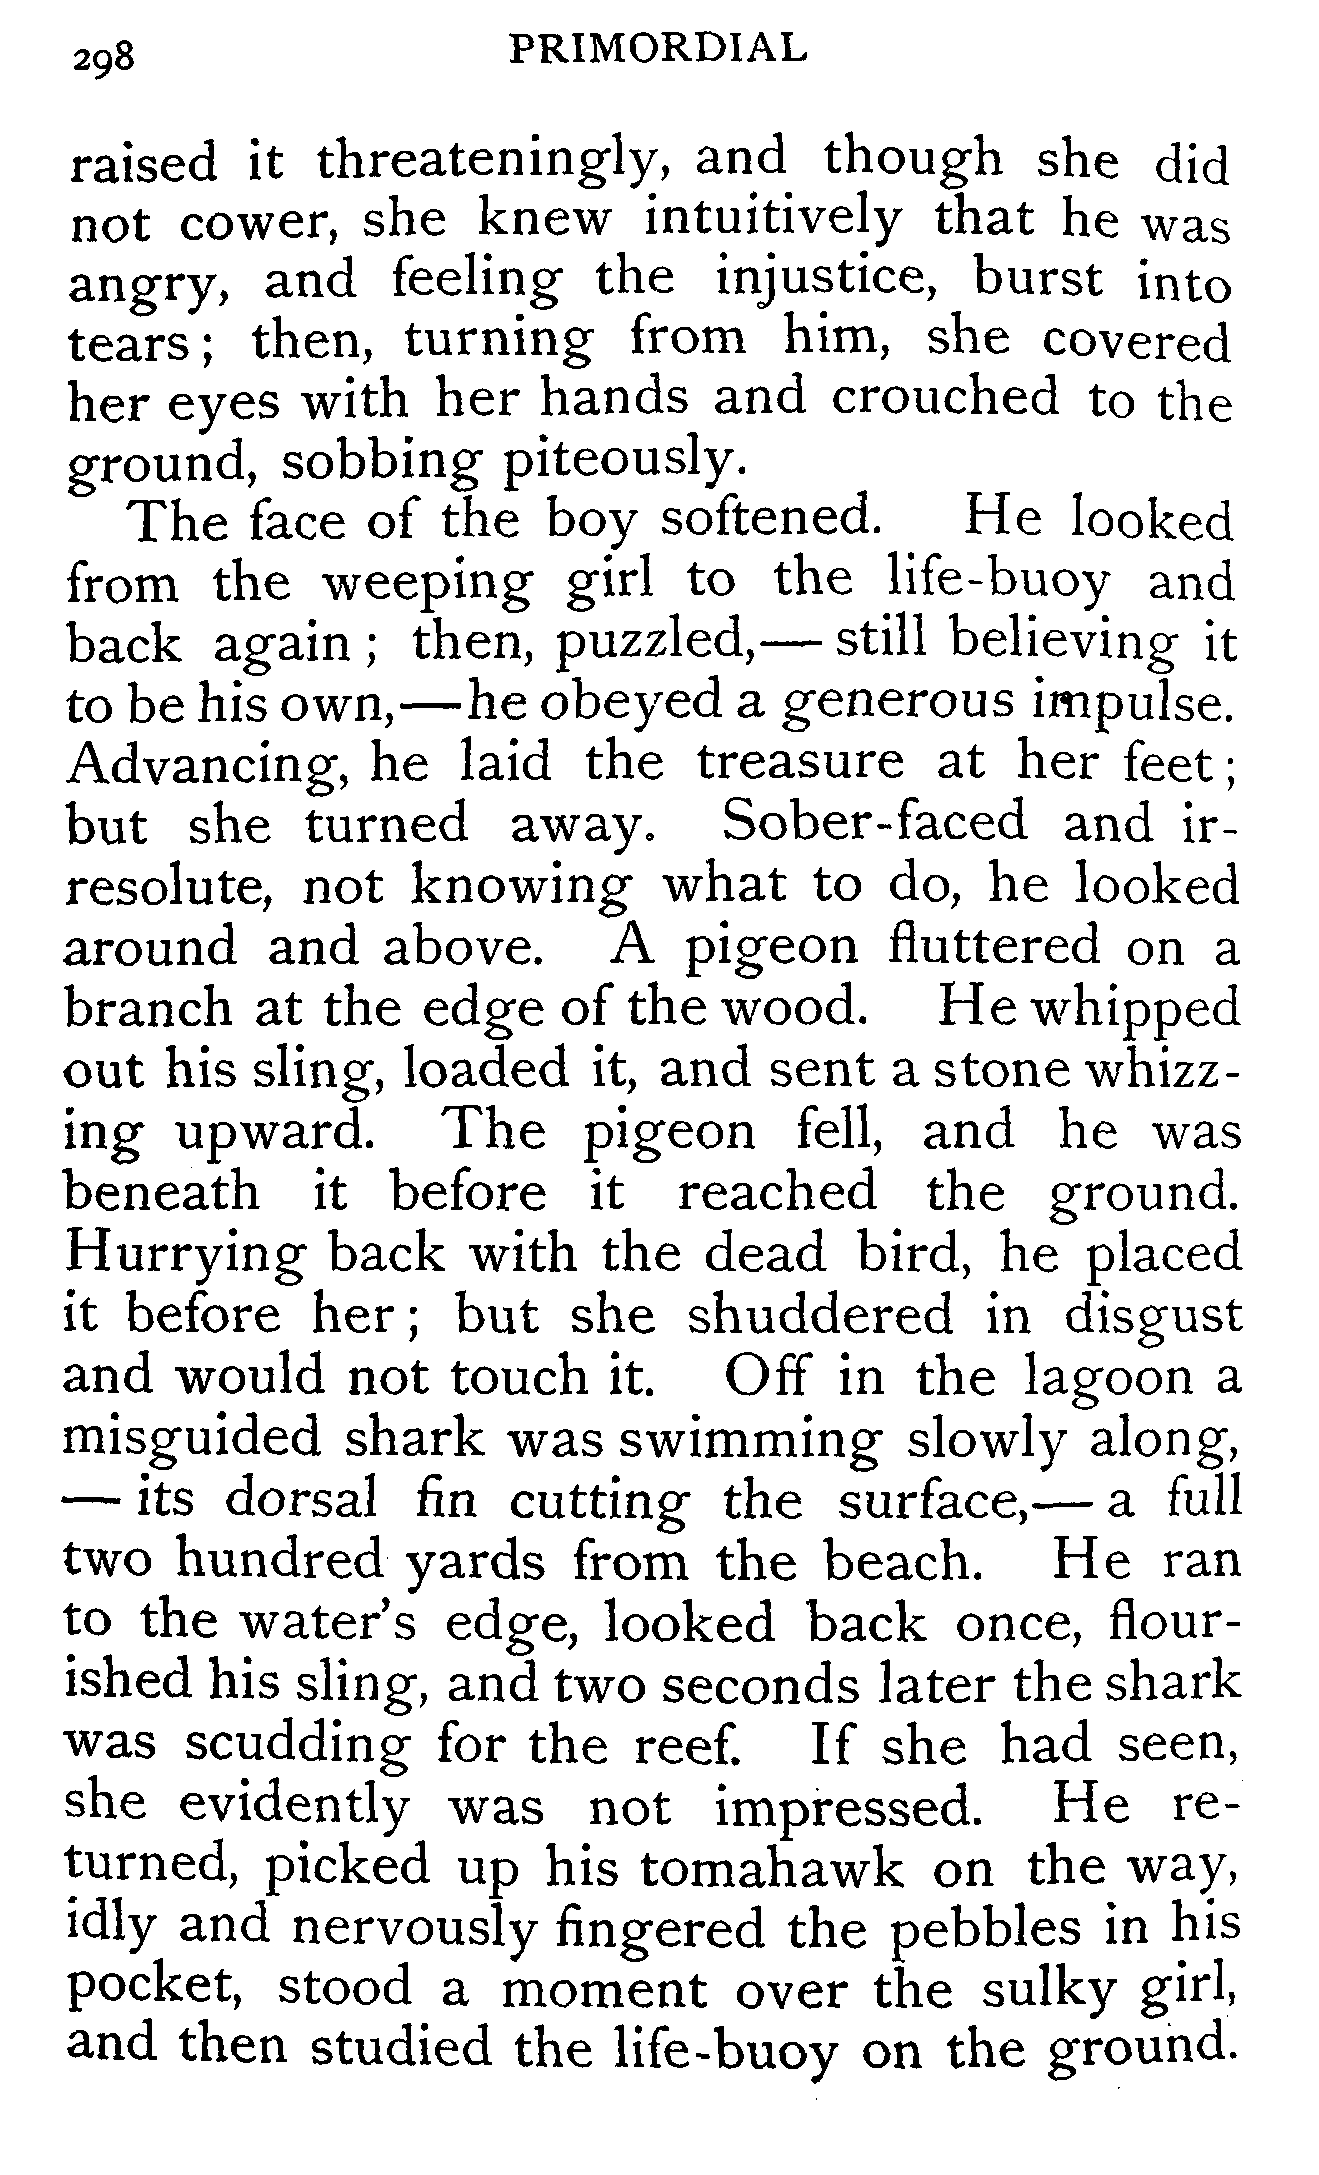 298 PRIMORDIAL
raised it threateningly, and though she did
not cower, she knew intuitively that he was
angry, and feeling the injustice, burst into
tears; then, turning from him, she covered
her eyes with her hands and crouched to the
ground, sobbing piteously.
The face of the boy softened. He looked
from the weeping girl to the life-buoy and
back again; then, puzzled,— still believing it
to be his own,—he obeyed a generous impulse.
Advancing, he laid the treasure at her feet;
but she turned away. Sober-faced and ir-
resolute, not knowing what to do, he looked
around and above. A pigeon fluttered on a
branch at the edge of the wood. He whipped
out his sling, loaded it, and sent a stone whizz-
ing upward. The pigeon fell, and he was
beneath it before it reached the ground.
Hurrying back with the dead bird, he placed
it before her; but she shuddered in disgust
and would not touch it. Off in the lagoon a
misguided shark was swimming slowly along,
— its dorsal fin cutting the surface,— a full
two hundred yards from the beach. He ran
to the water's edge, looked back once, flour-
ished his sling, and two seconds later the shark
was scudding for the reef. If she had seen,
she evidently was not impressed. He re-
turned, picked up his tomahawk on the way,
idly and nervously fingered the pebbles in his
pocket, stood a moment over the sulky girl,
and then studied the life-buoy on the ground.